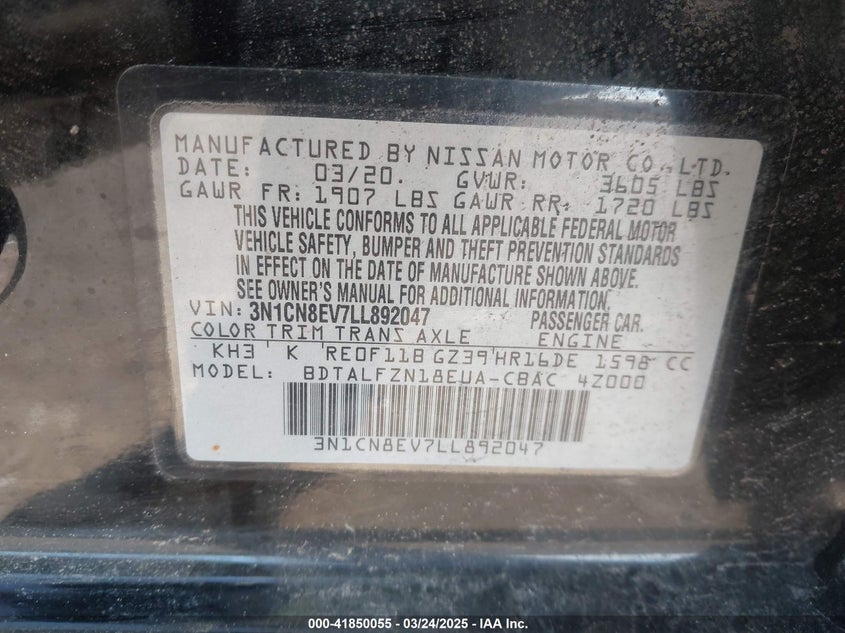 MANUFACTURED BY NISSAN MOTOR CO., LTD.
DATE: 03/20. GVWR: 3605 LBS
GAWR FR: 1907 LBS GAWR RR: 1720 LBS
THIS VEHICLE CONFORMS TO ALL APPLICABLE FEDERAL MOTOR
VEHICLE SAFETY, BUMPER AND THEFT PREVENTION STANDARDS
IN EFFECT ON THE DATE OF MANUFACTURE SHOWN ABOVE.
SEE OWNER'S MANUAL FOR ADDITIONAL INFORMATION.
VIN: 3N1CN8EV7LL892047 PASSENGER CAR.
COLOR TRIM TRANS AXLE ENGINE
KH3 K RE0F11B GZ39 HR16DE 1598 CC
MODEL: BDTALFZN18EUA-CBAC 4Z000
3N1CN8EV7LL892047
000-41850055 - 03/24/2025 - IAA Inc.